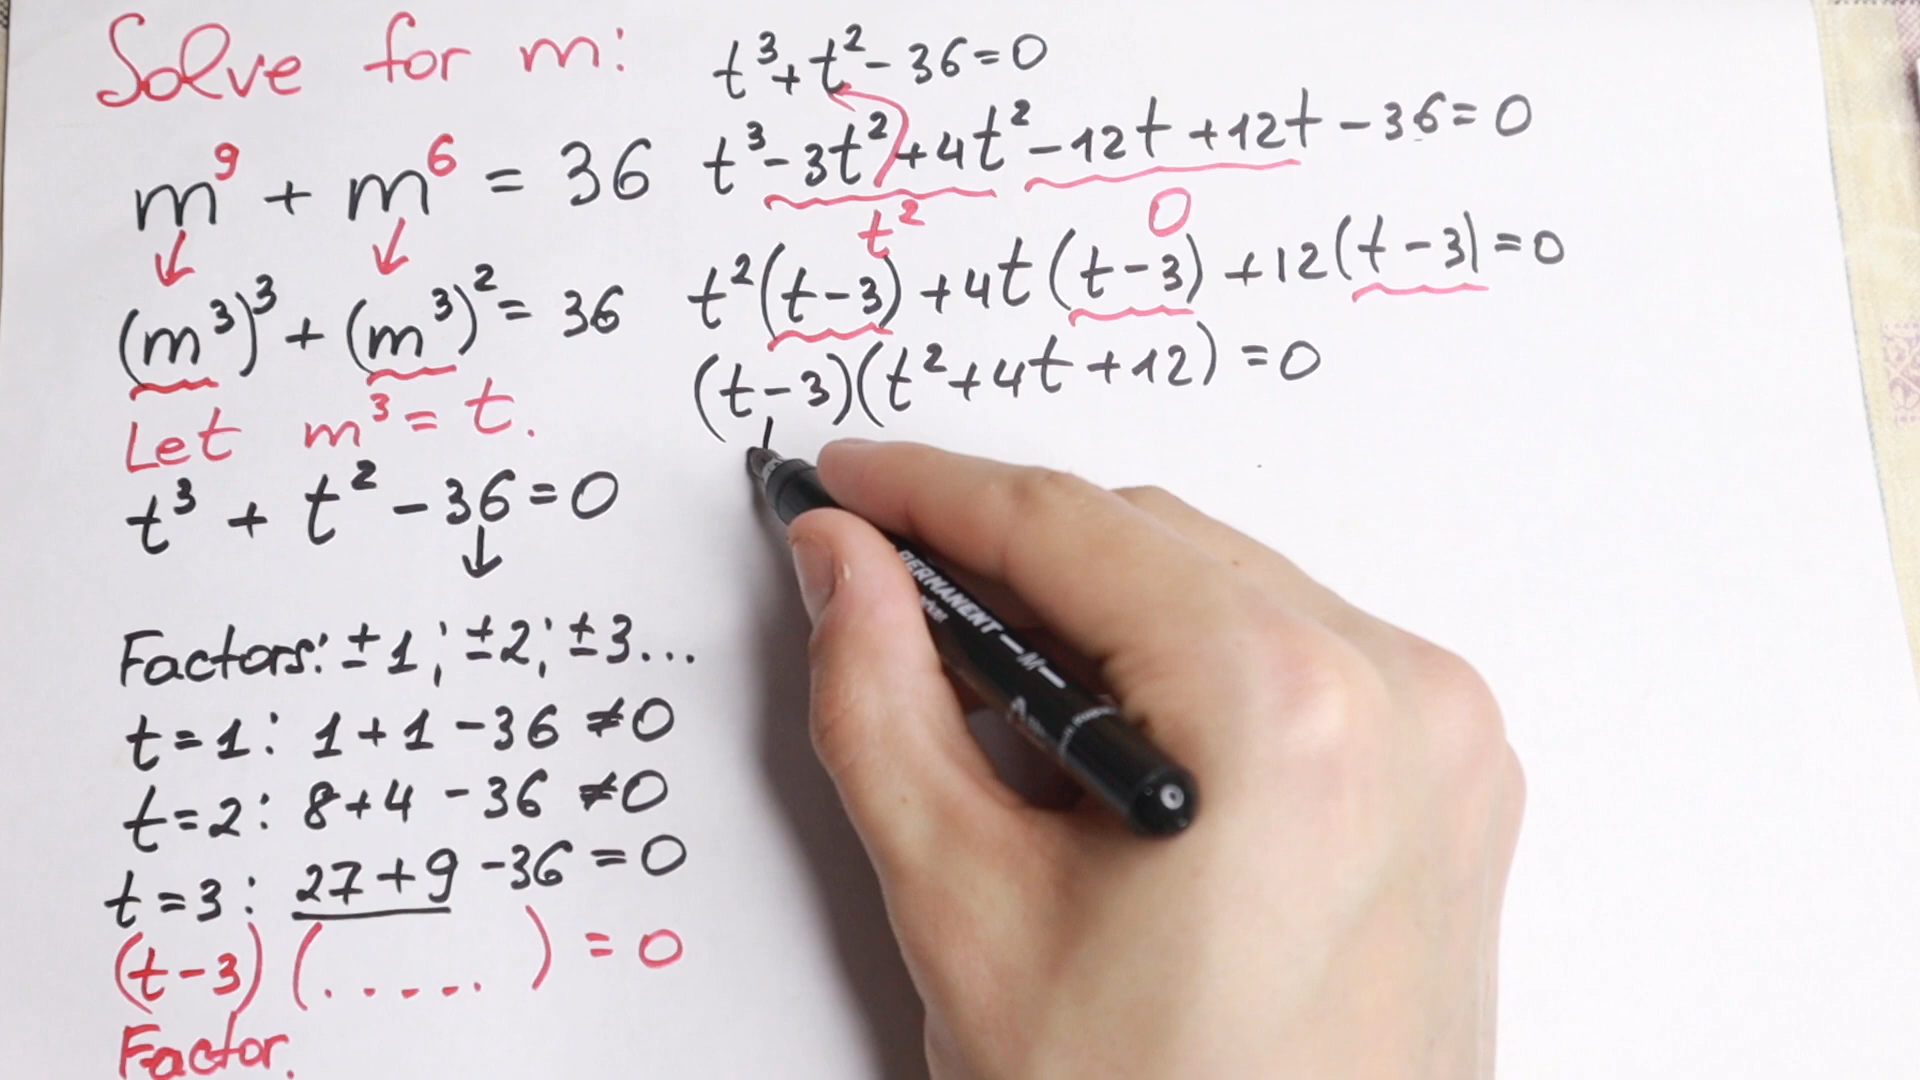 Solve for m:
m⁹ + m⁶ = 36
(m³)³ + (m³)² = 36
Let m³ = t.
t³ + t² - 36 = 0
Factors: ±1; ±2; ±3...
t = 1: 1 + 1 - 36 ≠ 0
t = 2: 8 + 4 - 36 ≠ 0
t = 3: 27 + 9 - 36 = 0
(t - 3) (.....) = 0
Factor.
t³ + t² - 36 = 0
t³ - 3t² + 4t² - 12t + 12t - 36 = 0
t² 0
t²(t - 3) + 4t(t - 3) + 12(t - 3) = 0
(t - 3)(t² + 4t + 12) = 0
PERMANENT
M